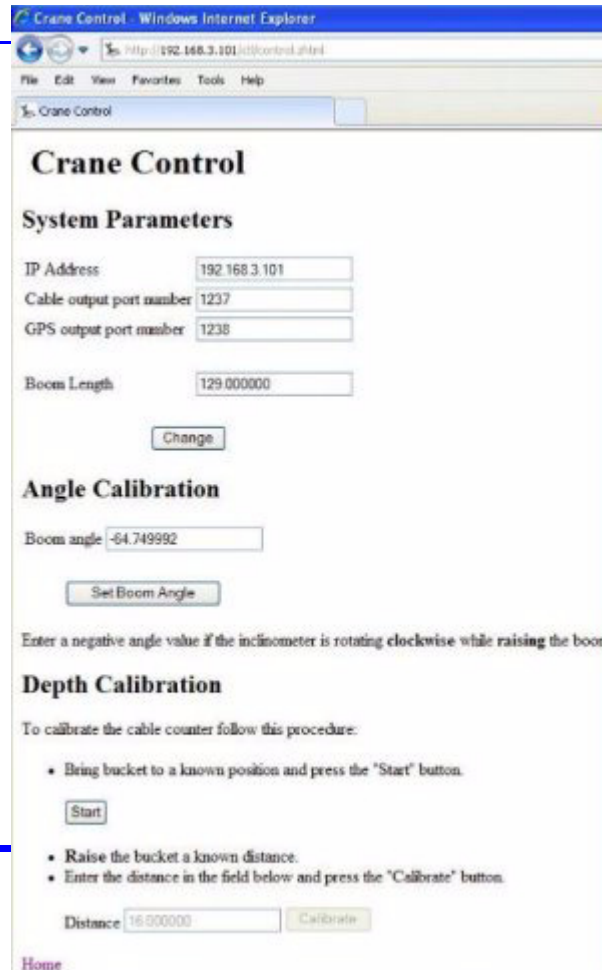 Crane Control - Windows Internet Explorer
http://192.168.3.101/
File Edit View Favorites Tools Help
Crane Control
Crane Control
System Parameters
IP Address 192.168.3.101
Cable output port number 1237
GPS output port number 1238
Boom Length 129.000000
Change
Angle Calibration
Boom angle -64.749992
Set Boom Angle
Enter a negative angle value if the inclinometer is rotating clockwise while raising the boom
Depth Calibration
To calibrate the cable counter follow this procedure:
• Bring bucket to a known position and press the "Start" button.
Start
• Raise the bucket a known distance.
• Enter the distance in the field below and press the "Calibrate" button.
Distance 16.000000 Calibrate
Home